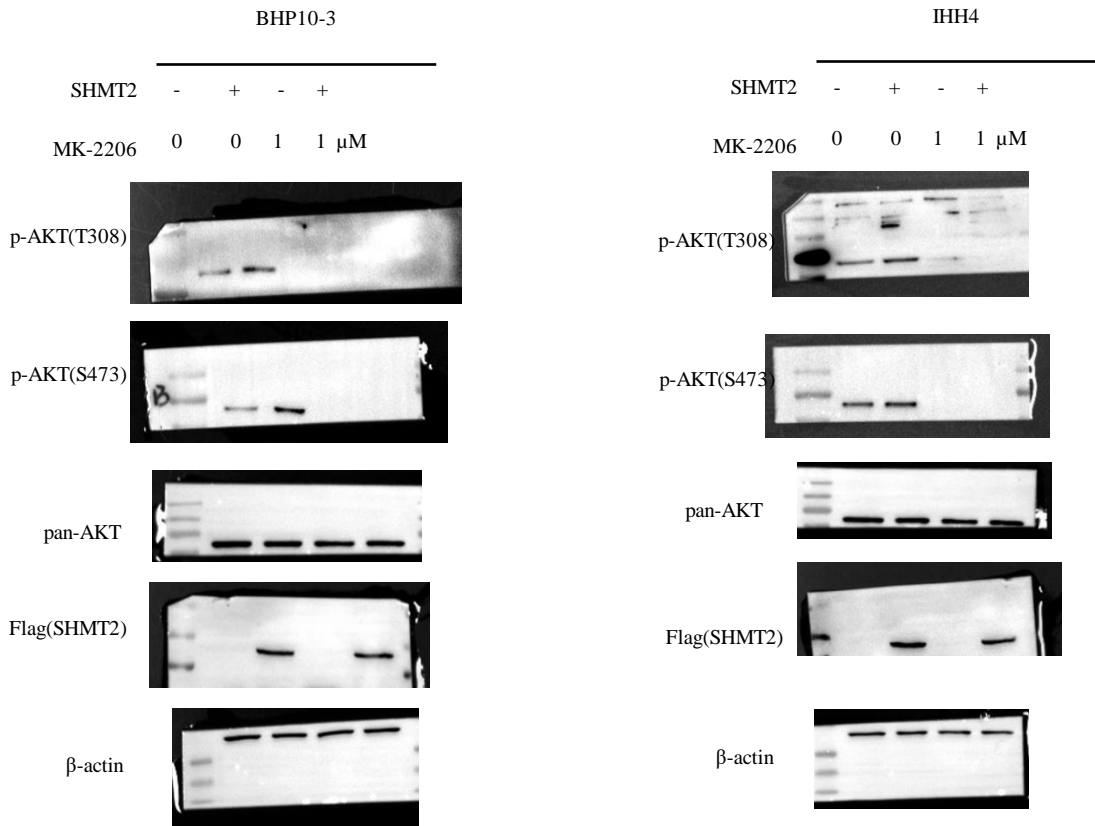 BHP10-3
SHMT2 - + - +
MK-2206 0 0 1 1 µM
p-AKT(T308)
p-AKT(S473)
B
pan-AKT
Flag(SHMT2)
β-actin
IHH4
SHMT2 - + - +
MK-2206 0 0 1 1 µM
p-AKT(T308)
p-AKT(S473)
pan-AKT
Flag(SHMT2)
β-actin